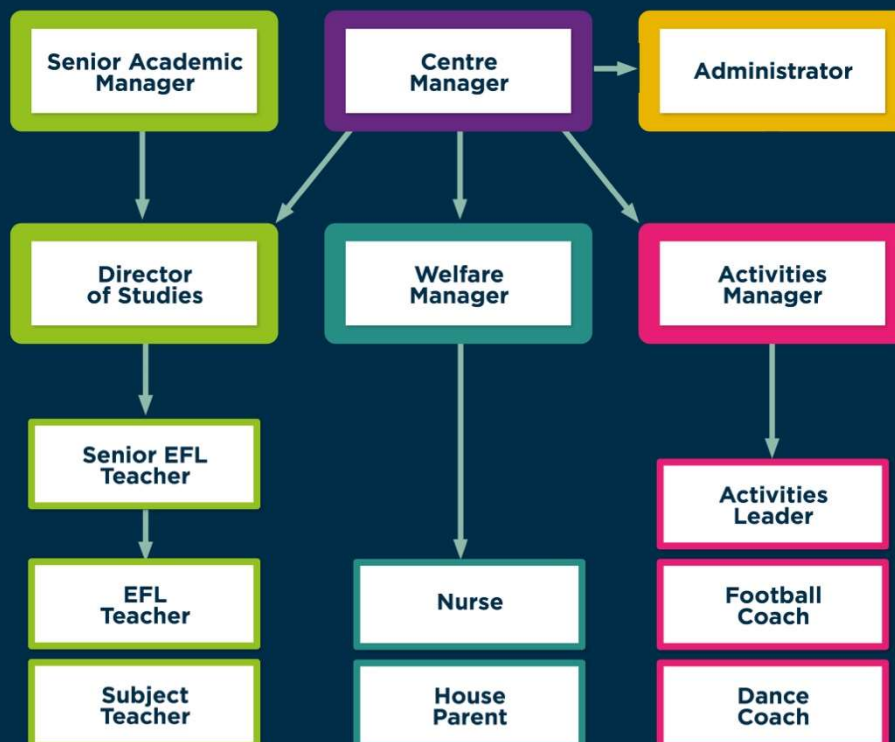 Senior Academic
Manager
Centre
Manager
Administrator
Director
of Studies
Welfare
Manager
Activities
Manager
Senior EFL
Teacher
Activities
Leader
EFL
Teacher
Nurse
Football
Coach
Subject
Teacher
House
Parent
Dance
Coach